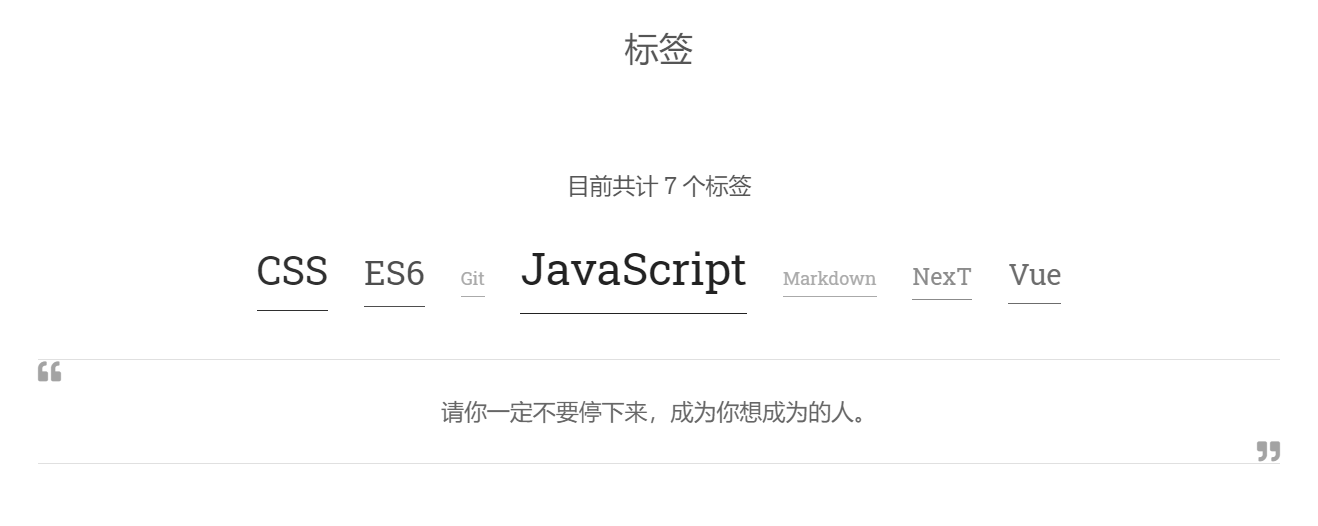 标签
目前共计 7 个标签
CSS ES6 Git JavaScript Markdown NexT Vue
“
请你一定不要停下来，成为你想成为的人。
”